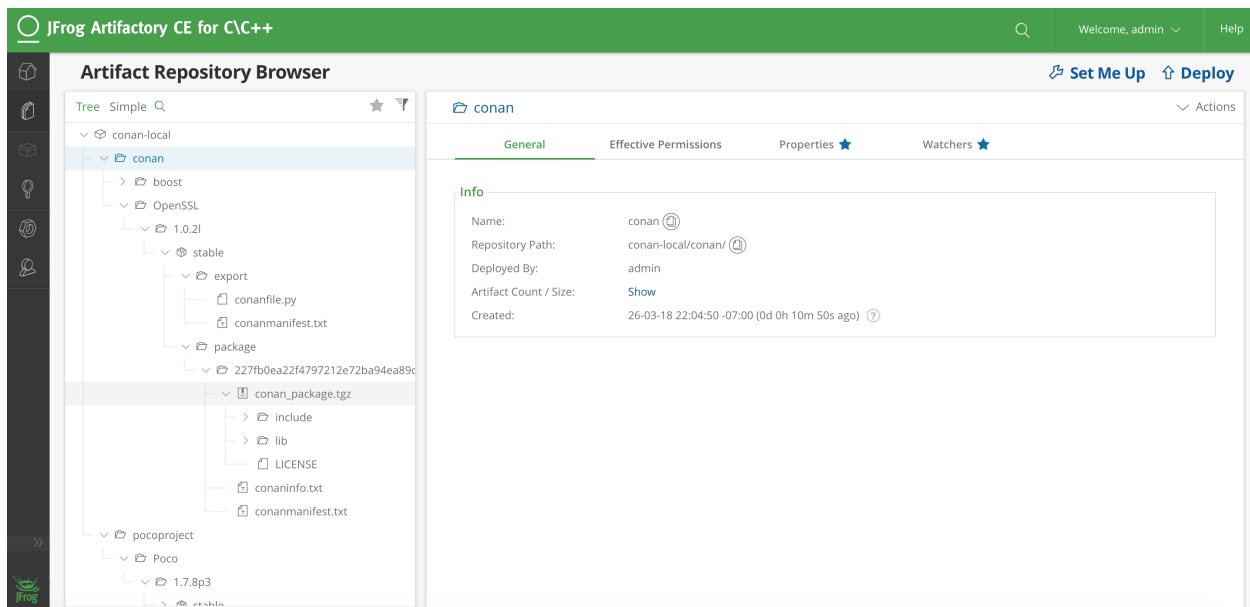 JFrog Artifactory CE for C\C++
Welcome, admin
Help
Artifact Repository Browser
Set Me Up
Deploy
Tree Simple
conan-local
conan
boost
OpenSSL
1.0.2l
stable
export
conanfile.py
conanmanifest.txt
package
227fb0ea22f4797212e72ba94ea89c
conan_package.tgz
include
lib
LICENSE
conaninfo.txt
conanmanifest.txt
pocoproject
Poco
1.7.8p3
stable
JFrog
conan
Actions
General Effective Permissions Properties Watchers
Info
Name: conan
Repository Path: conan-local/conan/
Deployed By: admin
Artifact Count / Size: Show
Created: 26-03-18 22:04:50 -07:00 (0d 0h 10m 50s ago) ?